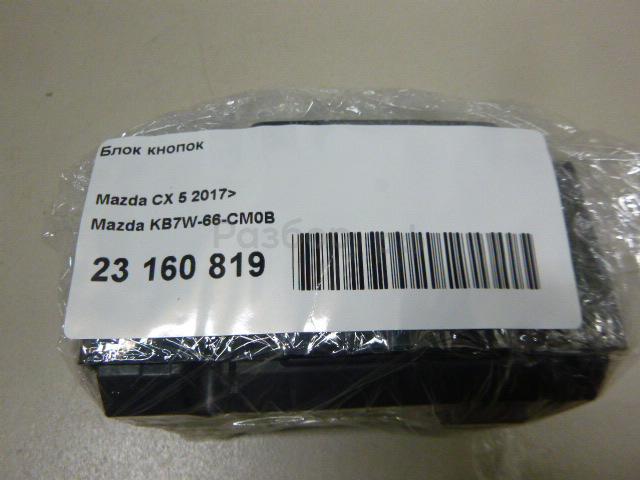 Блок кнопок
Mazda CX 5 2017>
Mazda KB7W-66-CM0B
23 160 819